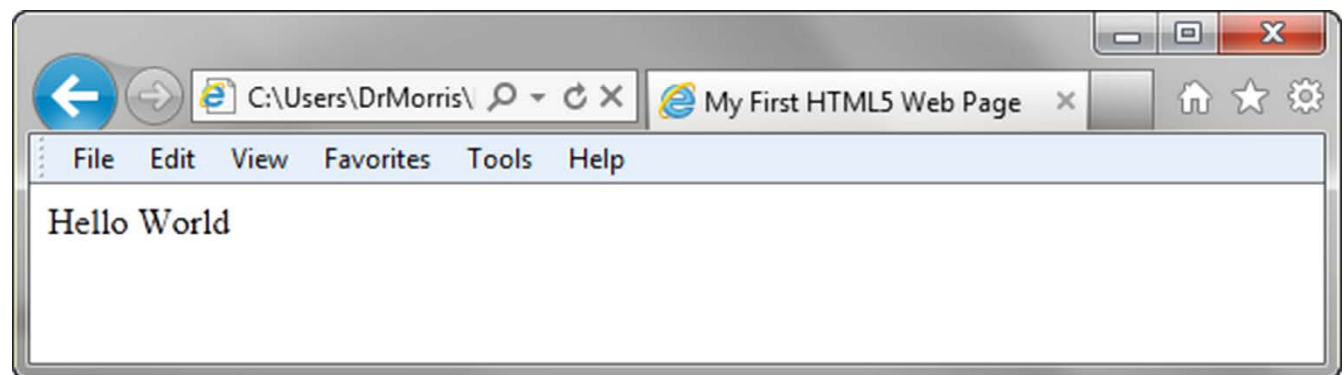 C:\Users\DrMorris\ My First HTML5 Web Page
File Edit View Favorites Tools Help
Hello World